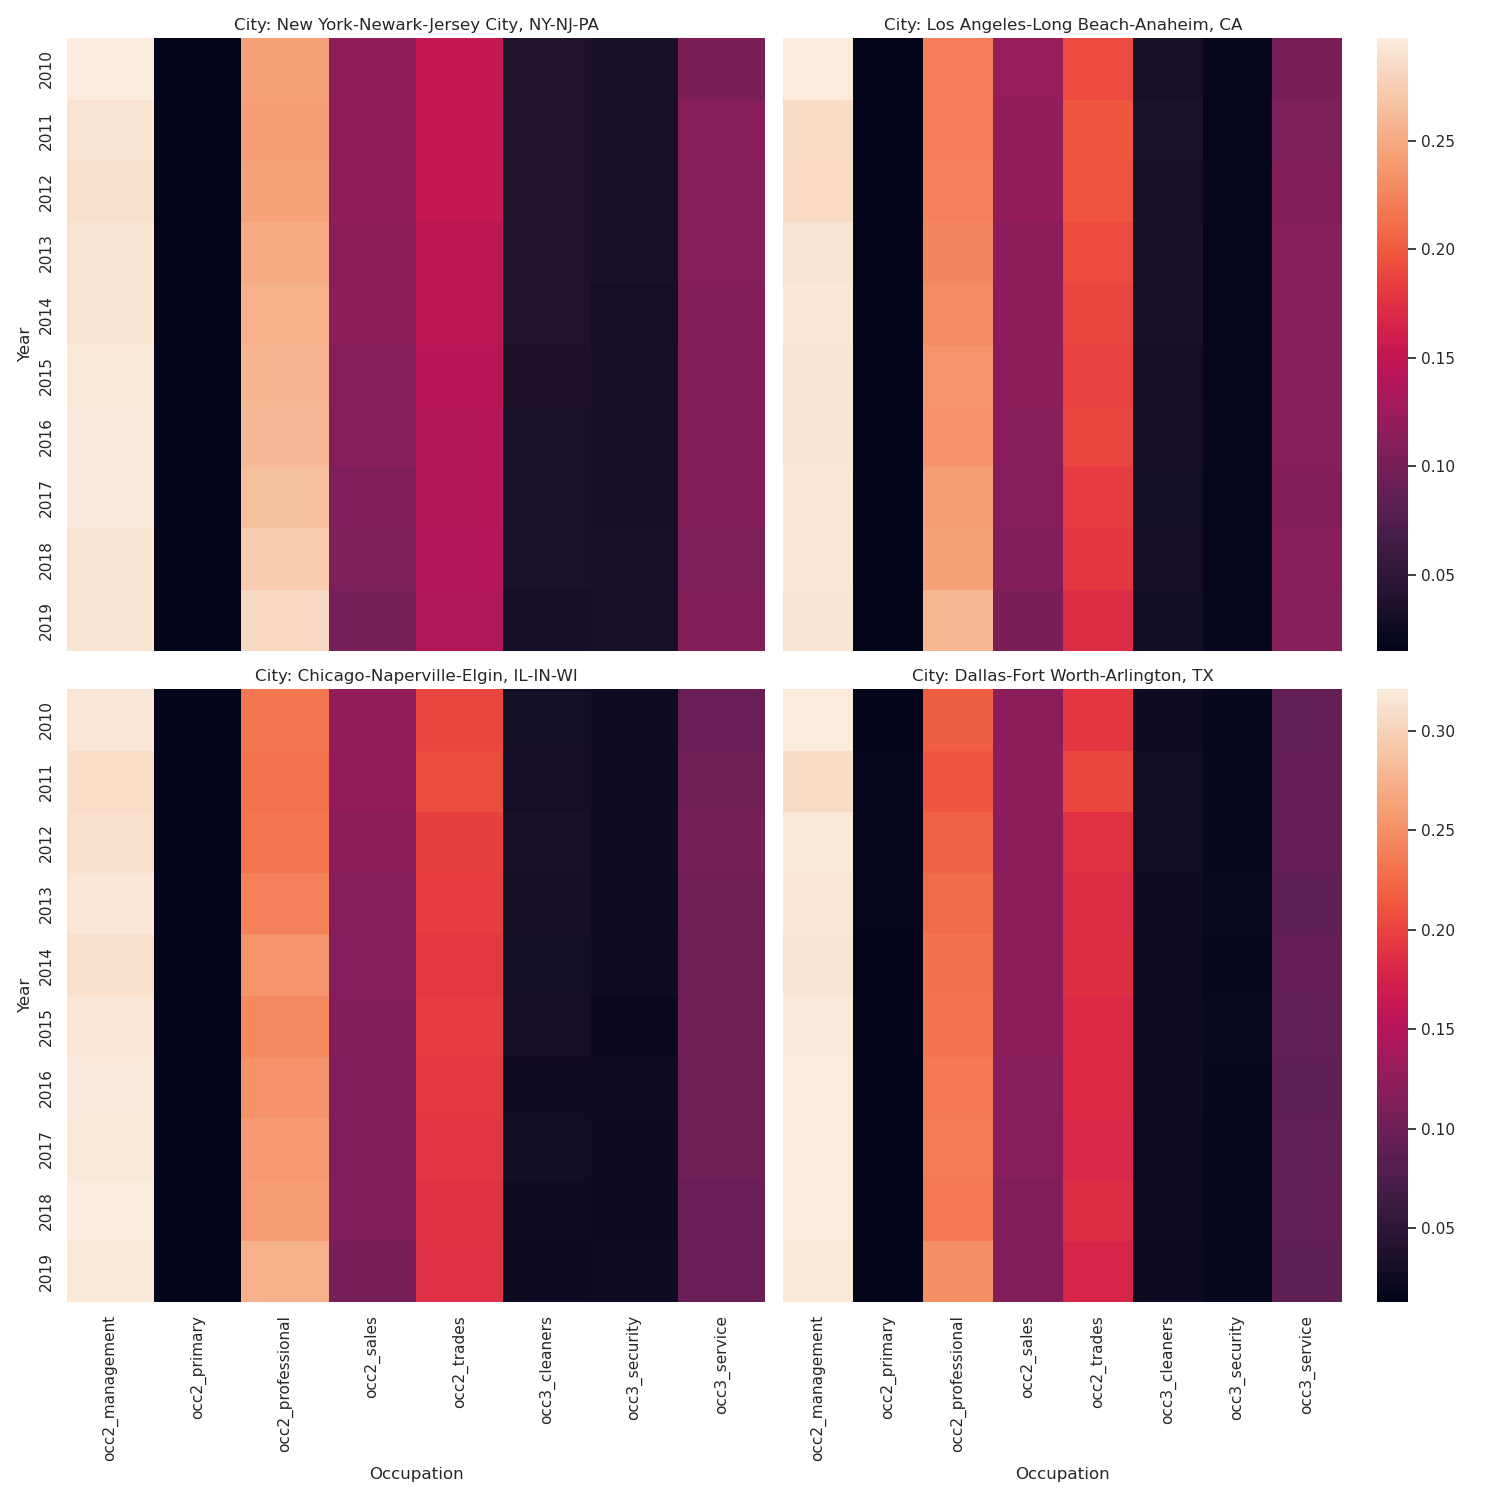 City: New York-Newark-Jersey City, NY-NJ-PA
City: Los Angeles-Long Beach-Anaheim, CA
Year
2010
2011
2012
2013
2014
2015
2016
2017
2018
2019
0.25
0.20
0.15
0.10
0.05
City: Chicago-Naperville-Elgin, IL-IN-WI
City: Dallas-Fort Worth-Arlington, TX
Year
2010
2011
2012
2013
2014
2015
2016
2017
2018
2019
0.30
0.25
0.20
0.15
0.10
0.05
occ2_management
occ2_primary
occ2_professional
occ2_sales
occ2_trades
occ3_cleaners
occ3_security
occ3_service
occ2_management
occ2_primary
occ2_professional
occ2_sales
occ2_trades
occ3_cleaners
occ3_security
occ3_service
Occupation
Occupation